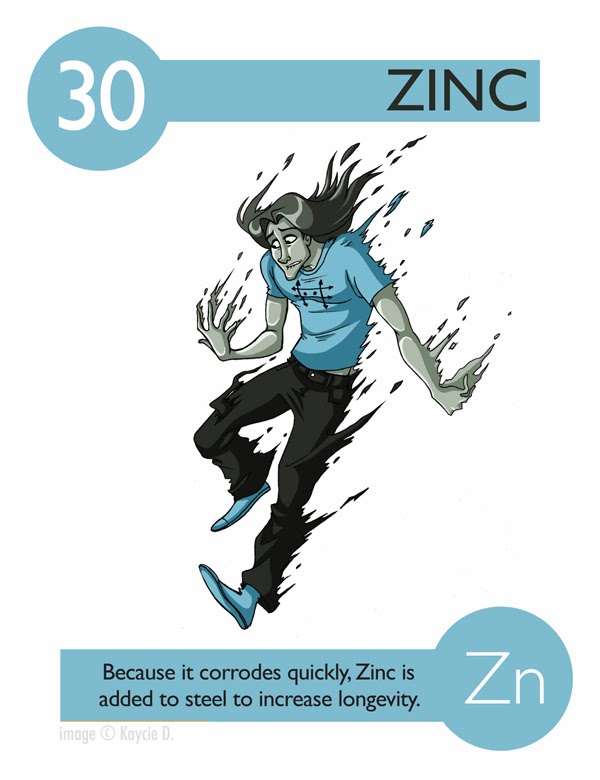 30
ZINC
Because it corrodes quickly, Zinc is
added to steel to increase longevity.
Zn
image © Kaycie D.